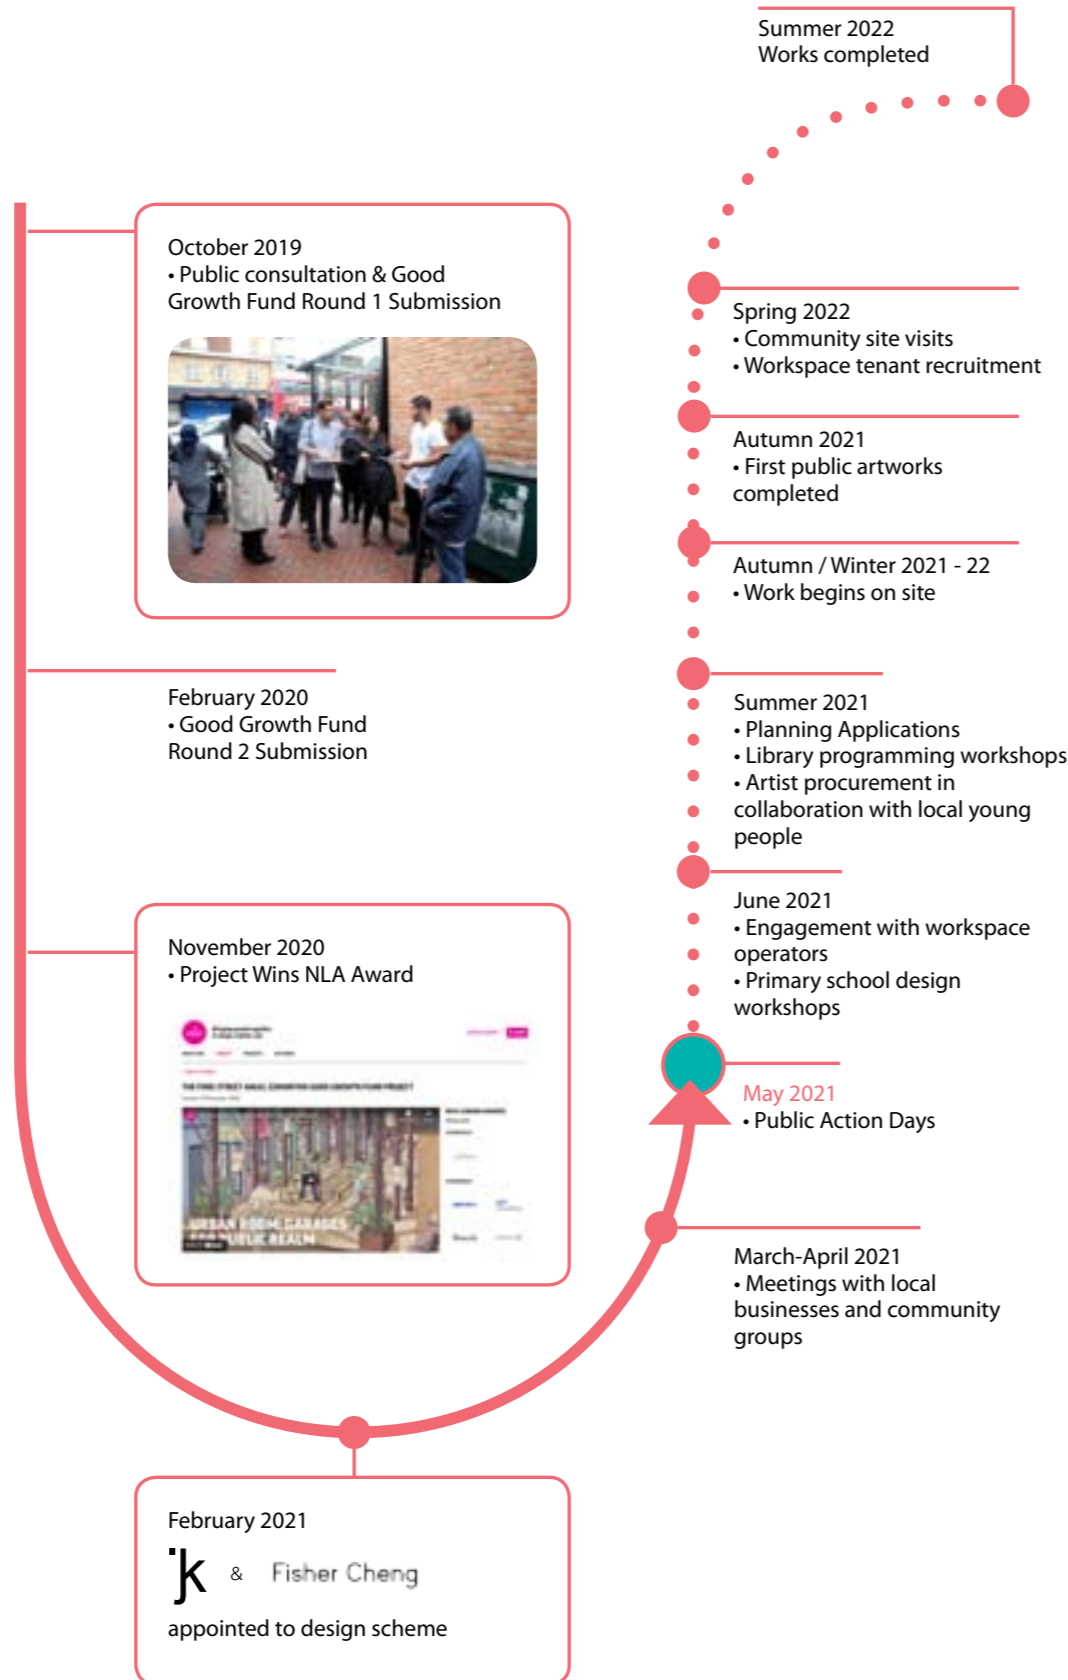 Summer 2022
Works completed
October 2019
• Public consultation & Good
Growth Fund Round 1 Submission
February 2020
• Good Growth Fund
Round 2 Submission
November 2020
• Project Wins NLA Award
URBAN ROOM, GARAGES
PUBLIC REALM
February 2021
jk & Fisher Cheng
appointed to design scheme
March-April 2021
• Meetings with local
businesses and community
groups
May 2021
• Public Action Days
June 2021
• Engagement with workspace
operators
• Primary school design
workshops
Summer 2021
• Planning Applications
• Library programming workshops
• Artist procurement in
collaboration with local young
people
Autumn / Winter 2021 - 22
• Work begins on site
Autumn 2021
• First public artworks
completed
Spring 2022
• Community site visits
• Workspace tenant recruitment